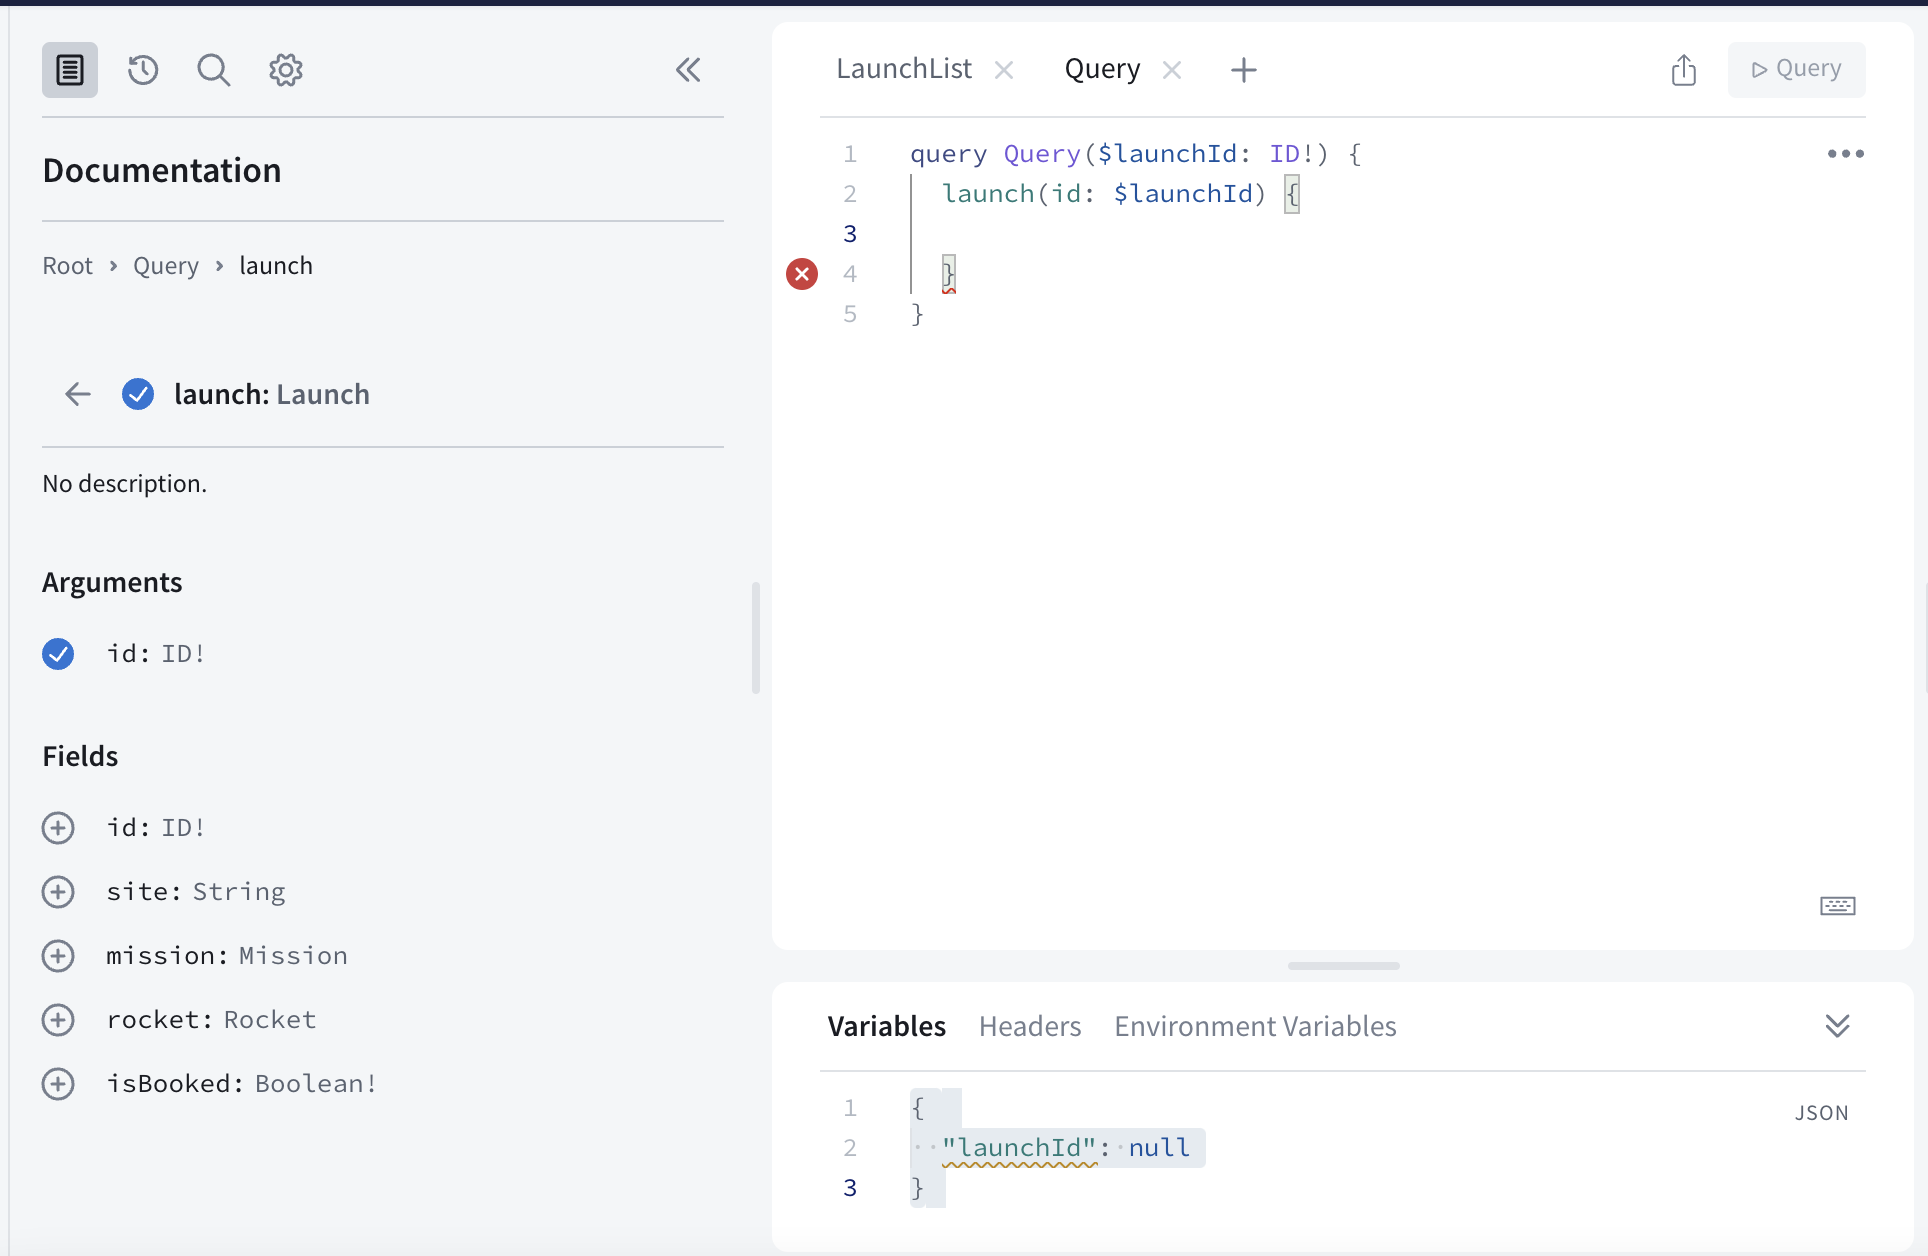 Documentation
Root › Query › launch
launch: Launch
No description.
Arguments
id: ID!
Fields
id: ID!
site: String
mission: Mission
rocket: Rocket
isBooked: Boolean!
LaunchList Query Query
1 query Query($launchId: ID!) {
2 launch(id: $launchId) {
3
4 }
5 }
Variables Headers Environment Variables
JSON
1 {
2 "launchId": null
3 }